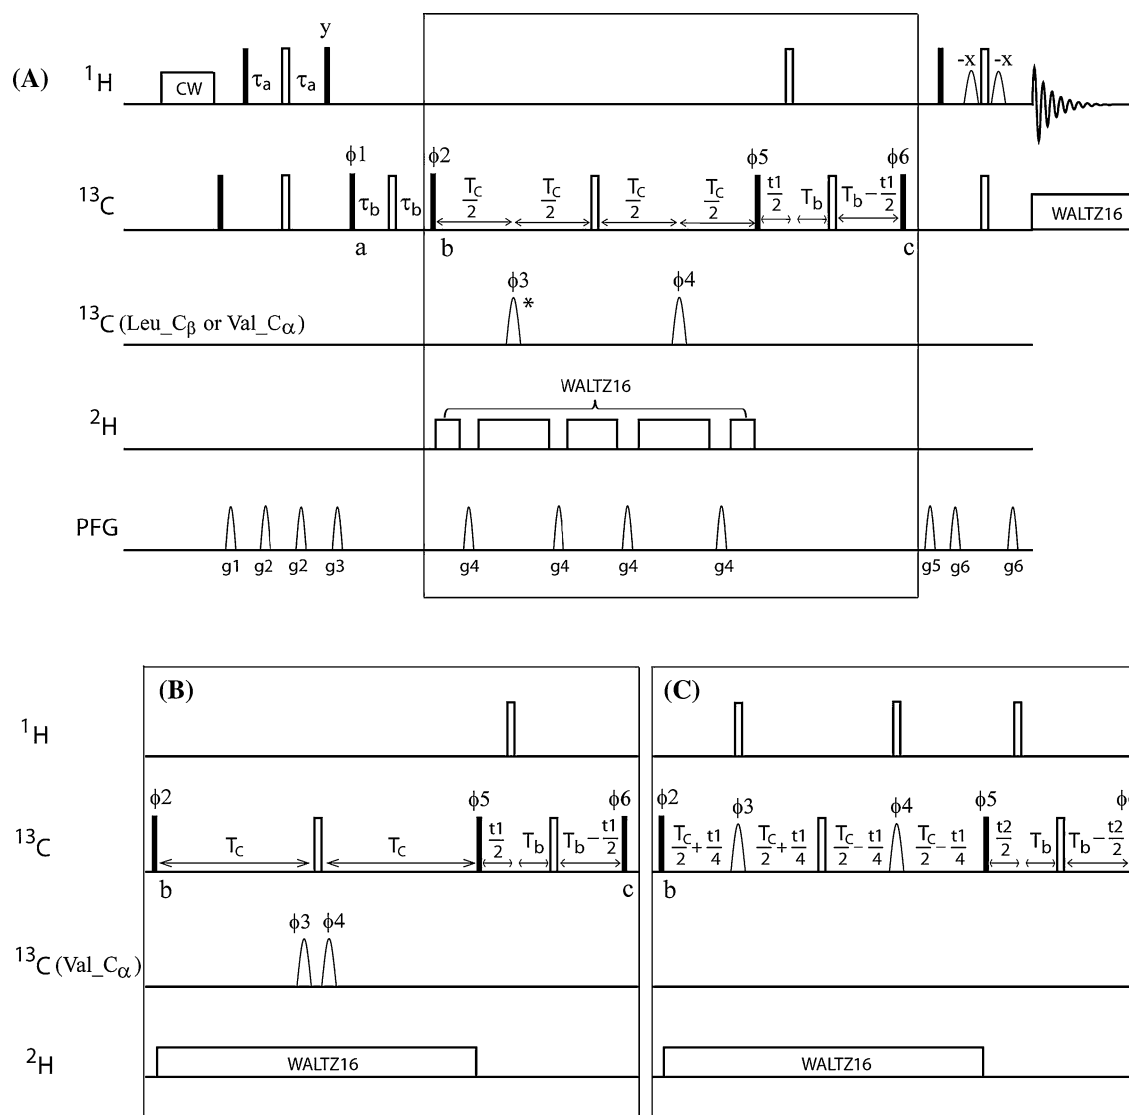 y
(A) ¹H CW τa τa -x -x
ϕ1 ϕ2 ϕ5 ϕ6
¹³C τb τb Tc/2 Tc/2 Tc/2 Tc/2 t1/2 Tb Tb−t1/2 WALTZ16
a b c
ϕ3 * ϕ4
¹³C (Leu_Cβ or Val_Cα)
WALTZ16
²H
PFG
g1 g2 g2 g3 g4 g4 g4 g4 g5 g6 g6
(B) (C)
¹H
ϕ2 ϕ5 ϕ6 ϕ2 ϕ3 ϕ4 ϕ5
¹³C Tc Tc t1/2 Tb Tb−t1/2 Tc/2+t1/4 Tc/2+t1/4 Tc/2−t1/4 Tc/2−t1/4 t2/2 Tb Tb−t2/2
b c b
ϕ3 ϕ4
¹³C (Val_Cα)
²H WALTZ16 WALTZ16